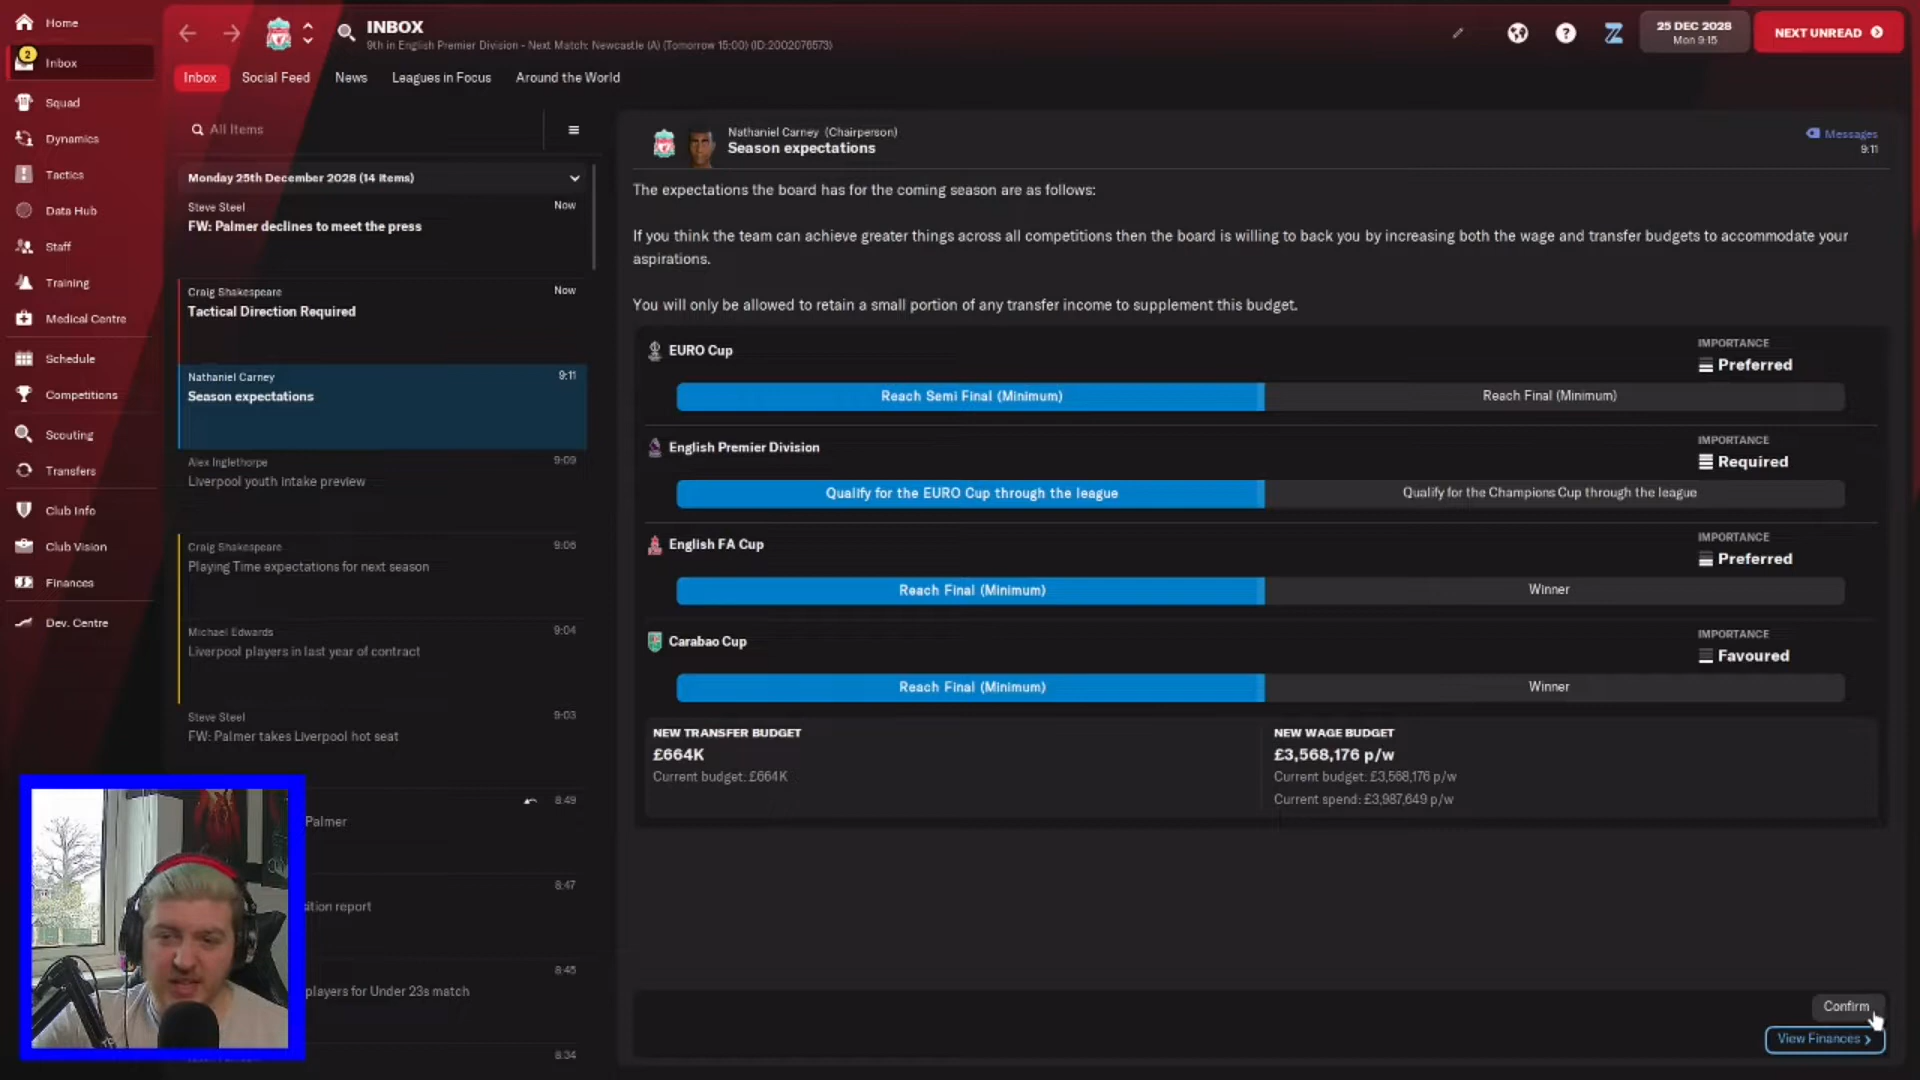 Home
2
Inbox
Squad
Dynamics
Tactics
Data Hub
Staff
Training
Medical Centre
Schedule
Competitions
Scouting
Transfers
Club Info
Club Vision
Finances
Dev. Centre
INBOX
9th in English Premier Division - Next Match: Newcastle (A) (Tomorrow 15:00) (ID:2002076573)
25 DEC 2028
Mon 9:15
NEXT UNREAD
Inbox
Social Feed
News
Leagues in Focus
Around the World
All Items
Monday 25th December 2028 (14 Items)
Steve Steel
Now
FW: Palmer declines to meet the press
Craig Shakespeare
Now
Tactical Direction Required
Nathaniel Carney
9:11
Season expectations
Alex Inglethorpe
9:09
Liverpool youth intake preview
Craig Shakespeare
9:06
Playing Time expectations for next season
Michael Edwards
9:04
Liverpool players in last year of contract
Steve Steel
9:03
FW: Palmer takes Liverpool hot seat
8:49
Palmer
8:47
ition report
8:45
players for Under 23s match
8:34
Nathaniel Carney (Chairperson)
Season expectations
Messages
9:11
The expectations the board has for the coming season are as follows:
If you think the team can achieve greater things across all competitions then the board is willing to back you by increasing both the wage and transfer budgets to accommodate your
aspirations.
You will only be allowed to retain a small portion of any transfer income to supplement this budget.
EURO Cup
IMPORTANCE
Preferred
Reach Semi Final (Minimum)
Reach Final (Minimum)
English Premier Division
IMPORTANCE
Required
Qualify for the EURO Cup through the league
Qualify for the Champions Cup through the league
English FA Cup
IMPORTANCE
Preferred
Reach Final (Minimum)
Winner
Carabao Cup
IMPORTANCE
Favoured
Reach Final (Minimum)
Winner
NEW TRANSFER BUDGET
£664K
Current budget: £664K
NEW WAGE BUDGET
£3,568,176 p/w
Current budget: £3,568,176 p/w
Current spend: £3,987,649 p/w
Confirm
View Finances